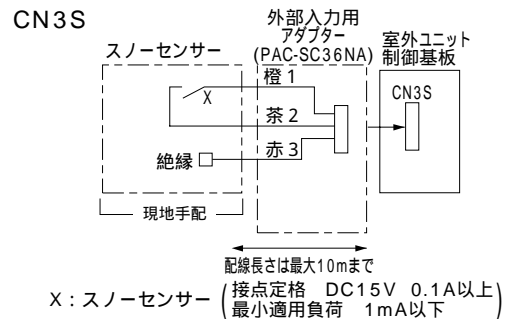 CN3S
外部入力用
アダプター
(PAC-SC36NA)
スノーセンサー
室外ユニット
制御基板
橙 1
X
茶 2
赤 3
絶縁
CN3S
現地手配
配線長さは最大10mまで
X：スノーセンサー (接点定格 DC15V 0.1A以上
最小適用負荷 1mA以下)